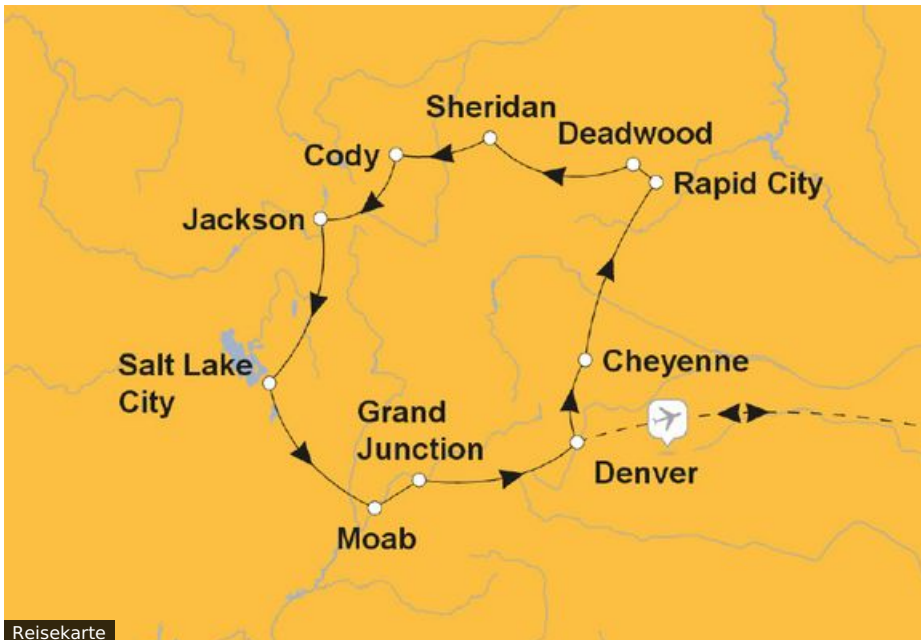 Sheridan
Deadwood
Cody
Rapid City
Jackson
Salt Lake
City
Cheyenne
Grand
Junction
Denver
Moab
Reisekarte